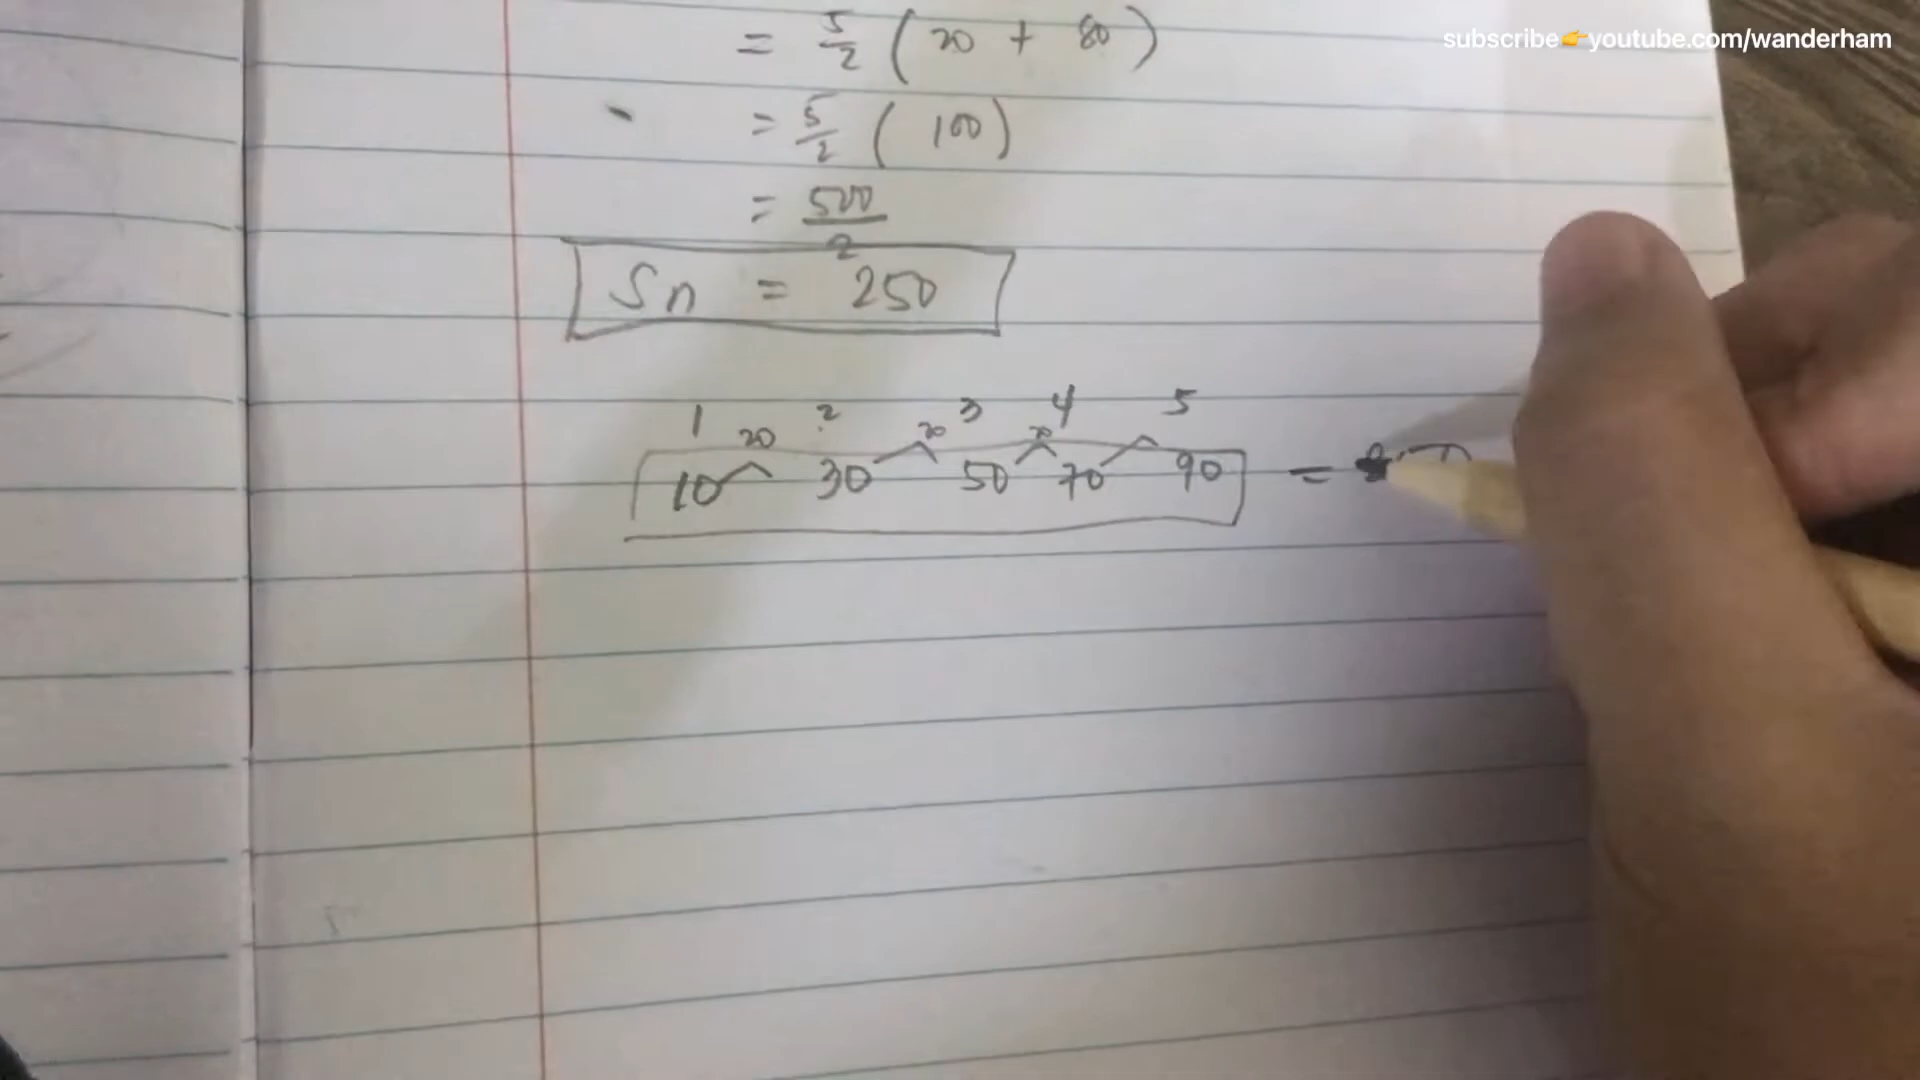 subscribe👉youtube.com/wanderham
= 5/2 ( 20 + 80 )
= 5/2 ( 100 )
= 500/2
Sn = 250
1 2 3 4 5
20 20 20
10 30 50 70 90 =